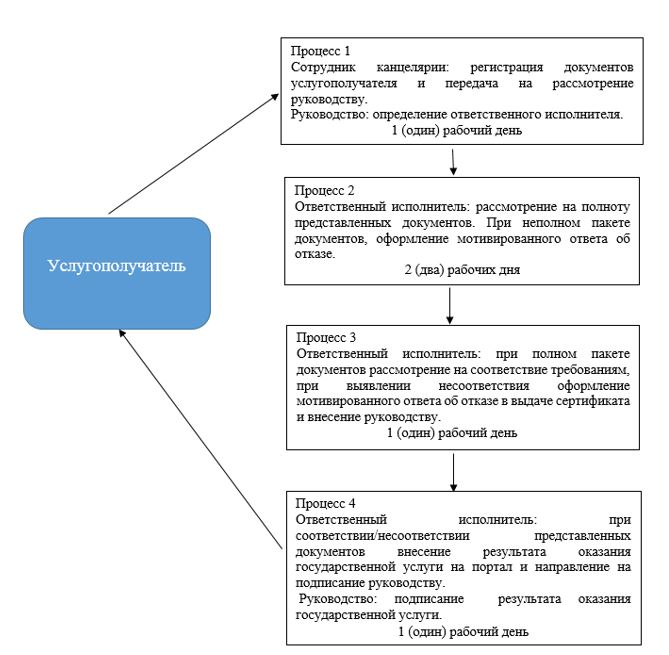 Процесс 1
Сотрудник канцелярии: регистрация документов
услугополучателя и передача на рассмотрение
руководству.
Руководство: определение ответственного исполнителя.
1 (один) рабочий день
Процесс 2
Ответственный исполнитель: рассмотрение на полноту
представленных документов. При неполном пакете
документов, оформление мотивированного ответа об
отказе.
2 (два) рабочих дня
Услугополучатель
Процесс 3
Ответственный исполнитель: при полном пакете
документов рассмотрение на соответствие требованиям,
при выявлении несоответствия оформление
мотивированного ответа об отказе в выдаче сертификата
и внесение руководству.
1 (один) рабочий день
Процесс 4
Ответственный исполнитель: при
соответствии/несоответствии представленных
документов внесение результата оказания
государственной услуги на портал и направление на
подписание руководству.
Руководство: подписание результата оказания
государственной услуги.
1 (один) рабочий день